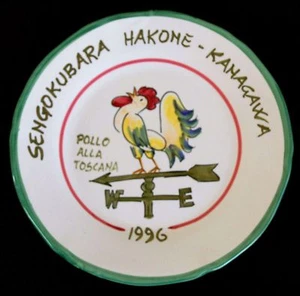 SENGOKUBARA HAKONE - KANAGAWA
POLLO
ALLA
TOSCANA
W E
1996